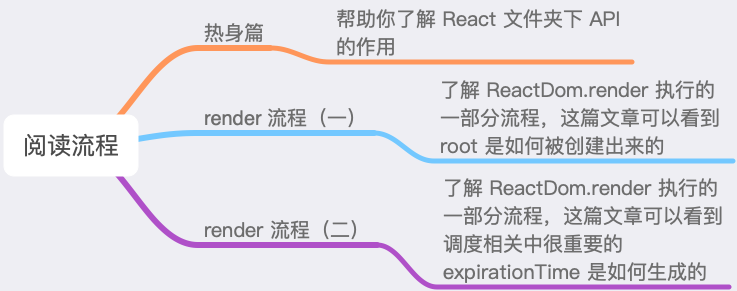 阅读流程
热身篇
帮助你了解 React 文件夹下 API
的作用
render 流程（一）
了解 ReactDom.render 执行的
一部分流程，这篇文章可以看到
root 是如何被创建出来的
render 流程（二）
了解 ReactDom.render 执行的
一部分流程，这篇文章可以看到
调度相关中很重要的
expirationTime 是如何生成的